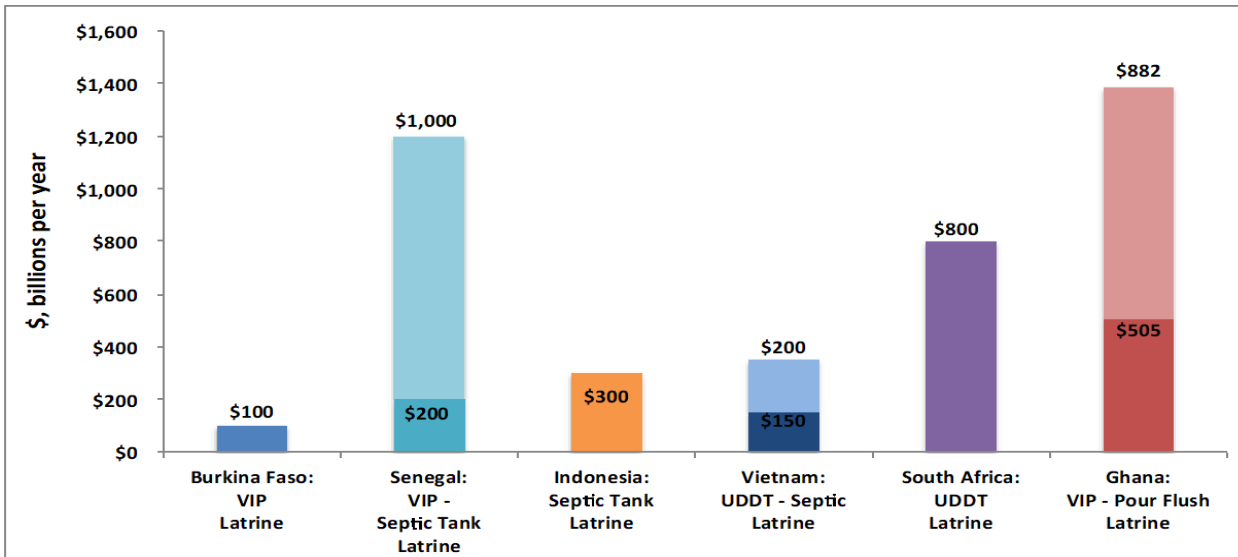 $1,600
$1,400
$1,200
$1,000
$800
$600
$400
$200
$0
$, billions per year
$100
$1,000
$200
$300
$200
$150
$800
$882
$505
Burkina Faso:
VIP
Latrine
Senegal:
VIP -
Septic Tank
Latrine
Indonesia:
Septic Tank
Latrine
Vietnam:
UDDT - Septic
Latrine
South Africa:
UDDT
Latrine
Ghana:
VIP - Pour Flush
Latrine